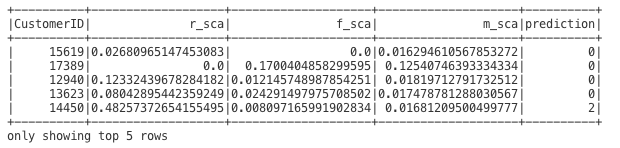 +----------+-------------------+--------------------+--------------------+----------+
|CustomerID|              r_sca|               f_sca|               m_sca|prediction|
+----------+-------------------+--------------------+--------------------+----------+
|     15619|0.02680965147453083|                 0.0|0.016294610567853272|         0|
|     17389|                0.0|  0.1700404858299595| 0.12540746393334334|         0|
|     12940|0.12332439678284182|0.012145748987854251| 0.01819712791732512|         0|
|     13623|0.08042895442359249|0.024291497975708502|0.017478781288030567|         0|
|     14450|0.48257372654155495|0.008097165991902834| 0.01681209500499777|         2|
+----------+-------------------+--------------------+--------------------+----------+
only showing top 5 rows